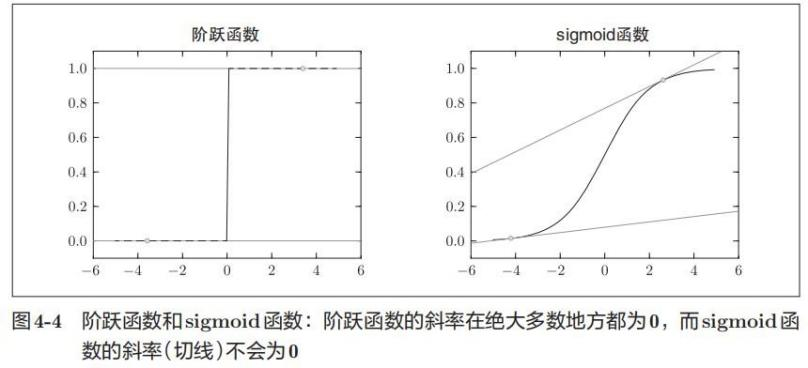 阶跃函数
1.0
0.8
0.6
0.4
0.2
0.0
−6 −4 −2 0 2 4 6
sigmoid函数
1.0
0.8
0.6
0.4
0.2
0.0
−6 −4 −2 0 2 4 6
图4-4 阶跃函数和sigmoid函数：阶跃函数的斜率在绝大多数地方都为0，而sigmoid函
数的斜率（切线）不会为0